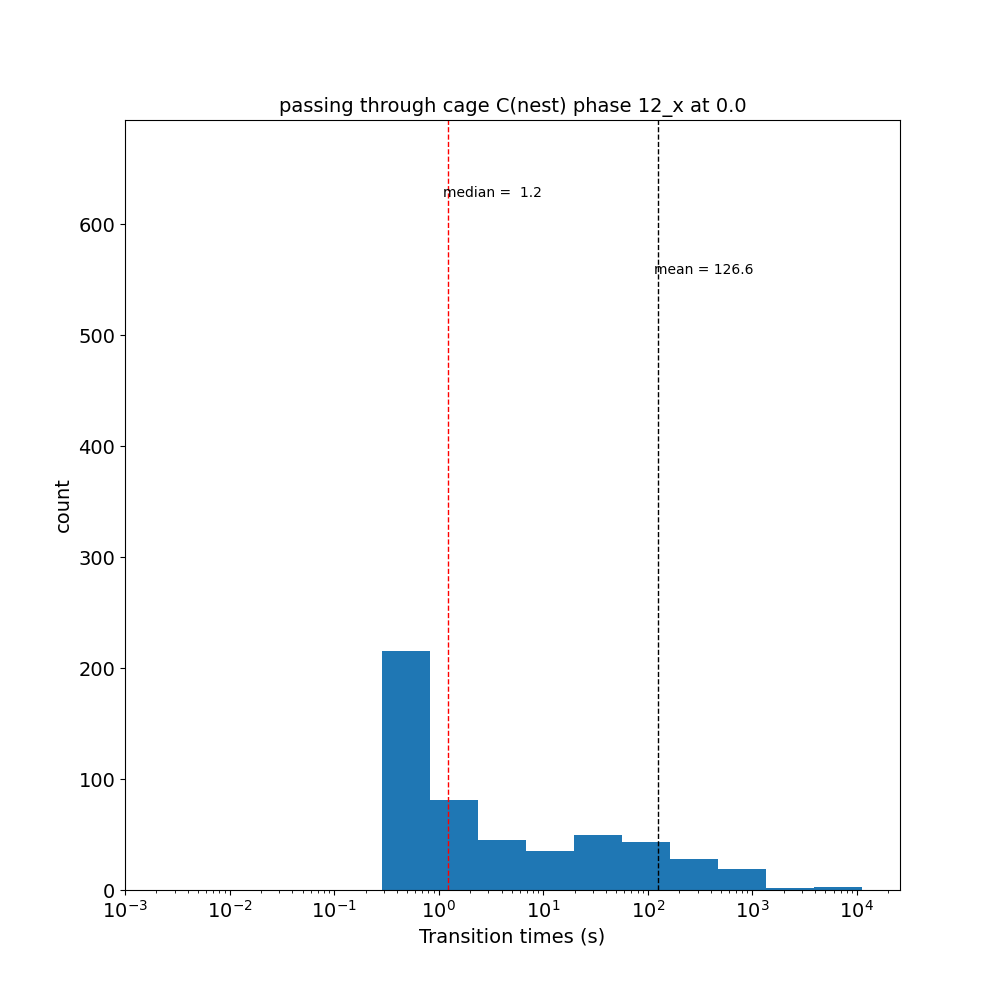 passing through cage C(nest) phase 12_x at 0.0
median =  1.2
mean = 126.6
600
500
400
300
200
100
0
count
10⁻³ 10⁻² 10⁻¹ 10⁰ 10¹ 10² 10³ 10⁴
Transition times (s)